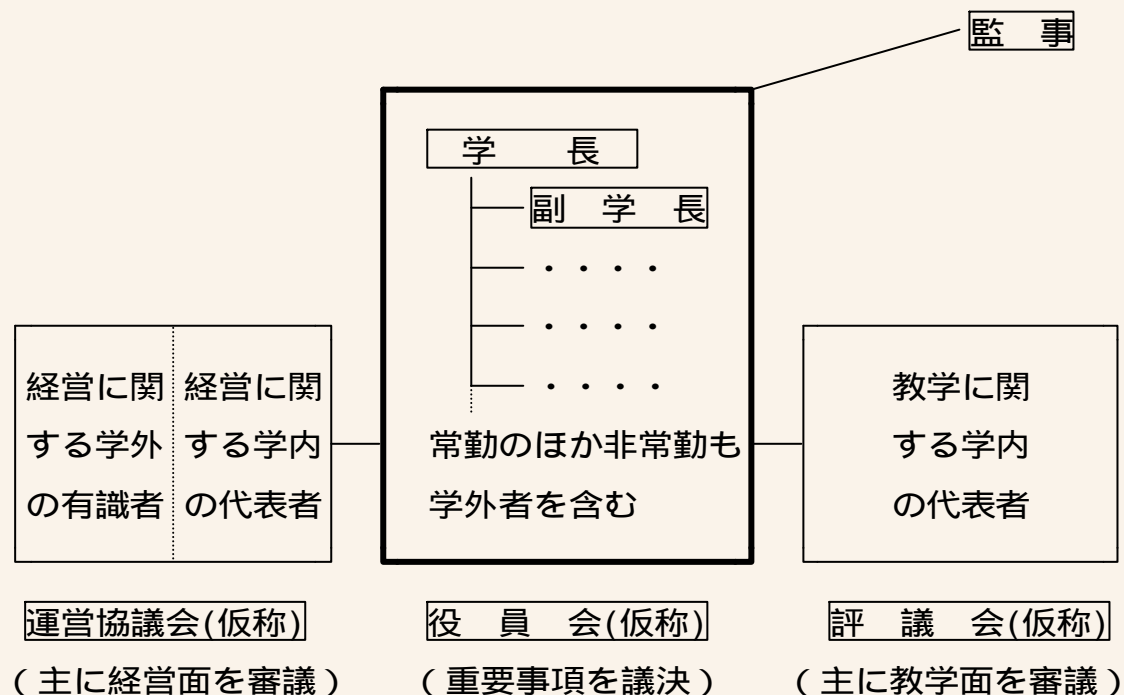 監　事
学　　長
副　学　長
・・・・
・・・・
・・・・
経営に関
する学外
の有識者
経営に関
する学内
の代表者
常勤のほか非常勤も
学外者を含む
教学に関
する学内
の代表者
運営協議会(仮称)
（主に経営面を審議）
役　員　会(仮称)
（重要事項を議決）
評　議　会(仮称)
（主に教学面を審議）